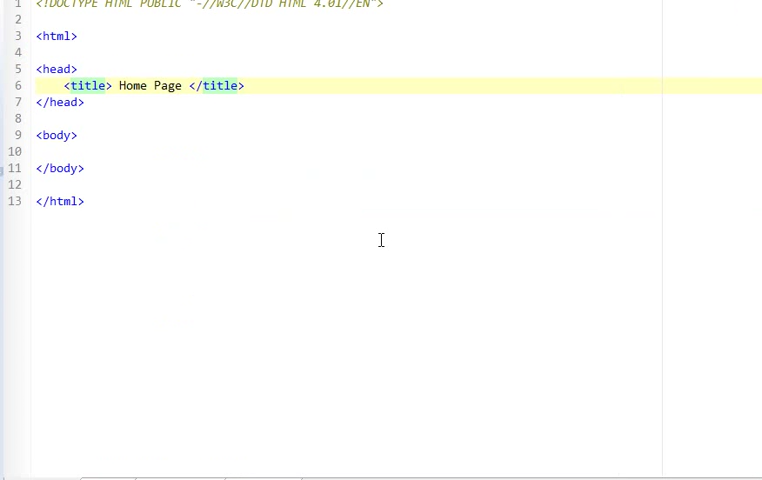 1 <!DOCTYPE HTML PUBLIC "-//W3C//DTD HTML 4.01//EN">
2
3 <html>
4
5 <head>
6     <title> Home Page </title>
7 </head>
8
9 <body>
10
11 </body>
12
13 </html>